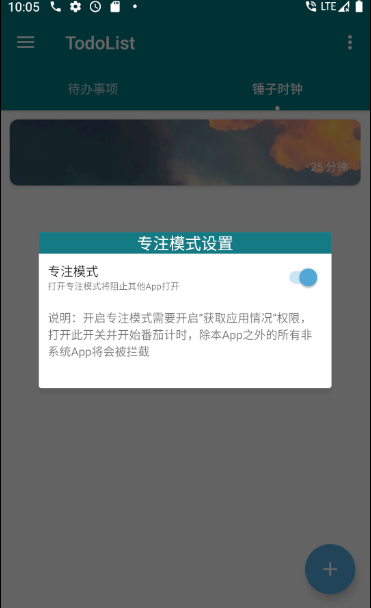 10:05
LTE
TodoList
待办事项
锤子时钟
25 分钟
专注模式设置
专注模式
打开专注模式将阻止其他App打开
说明：开启专注模式需要开启“获取应用情况”权限，
打开此开关并开始番茄计时，除本App之外的所有非
系统App将会被拦截